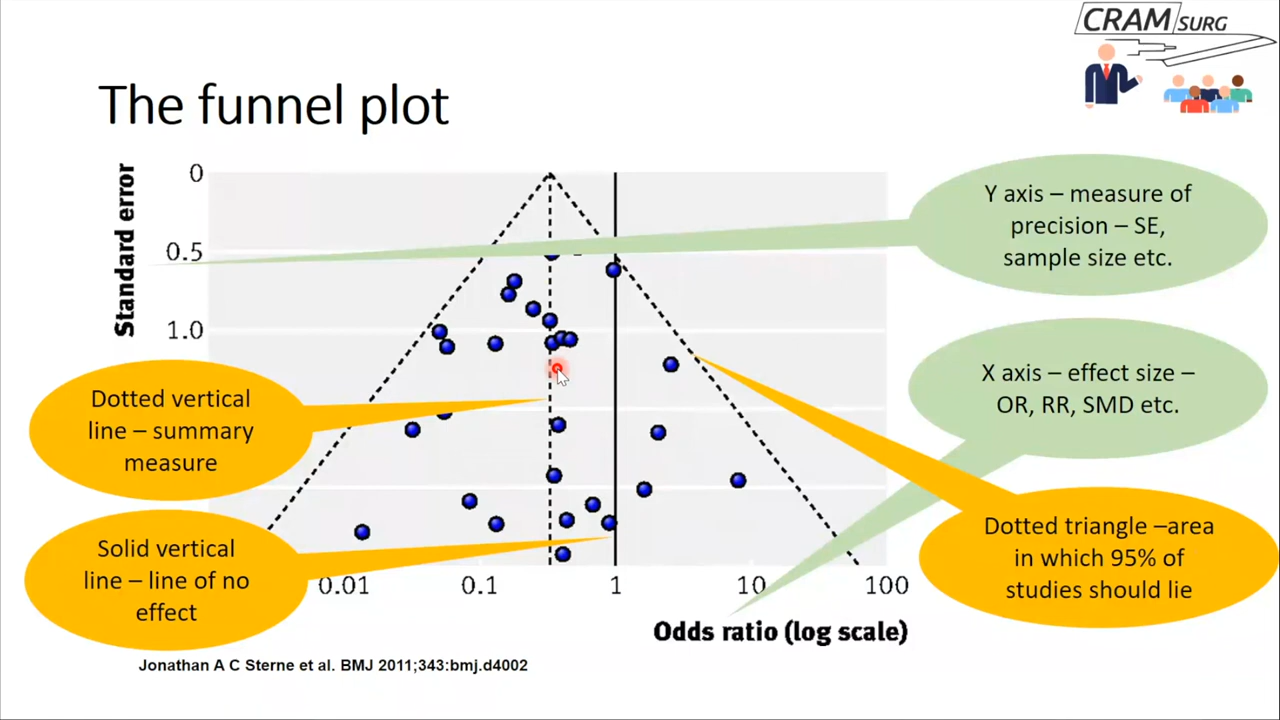 CRAM SURG
The funnel plot
Standard error
0
0.5
1.0
0.01
0.1
1
10
100
Odds ratio (log scale)
Y axis – measure of
precision – SE,
sample size etc.
X axis – effect size –
OR, RR, SMD etc.
Dotted vertical
line – summary
measure
Solid vertical
line – line of no
effect
Dotted triangle –area
in which 95% of
studies should lie
Jonathan A C Sterne et al. BMJ 2011;343:bmj.d4002